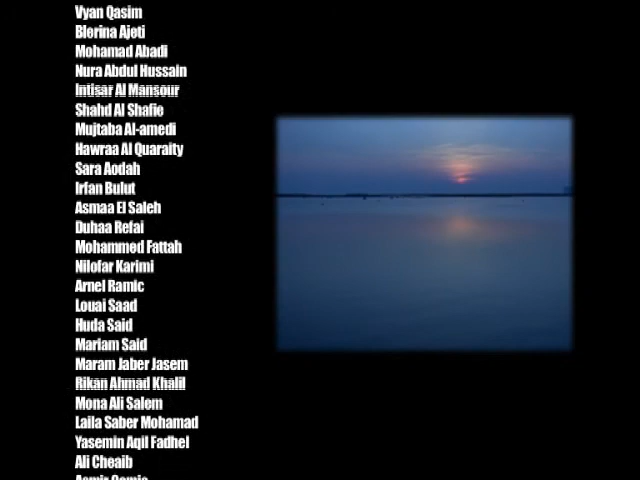 Vyan Qasim
Blerina Ajeti
Mohamad Abadi
Nura Abdul Hussain
Intisar Al Mansour
Shahd Al Shafie
Mujtaba Al-amedi
Hawraa Al Quaraity
Sara Aodah
Irfan Bulut
Asmaa El Saleh
Duhaa Refai
Mohammed Fattah
Nilofar Karimi
Arnel Ramic
Louai Saad
Huda Said
Mariam Said
Maram Jaber Jasem
Rikan Ahmad Khalil
Mona Ali Salem
Laila Saber Mohamad
Yasemin Aqil Fadhel
Ali Cheaib